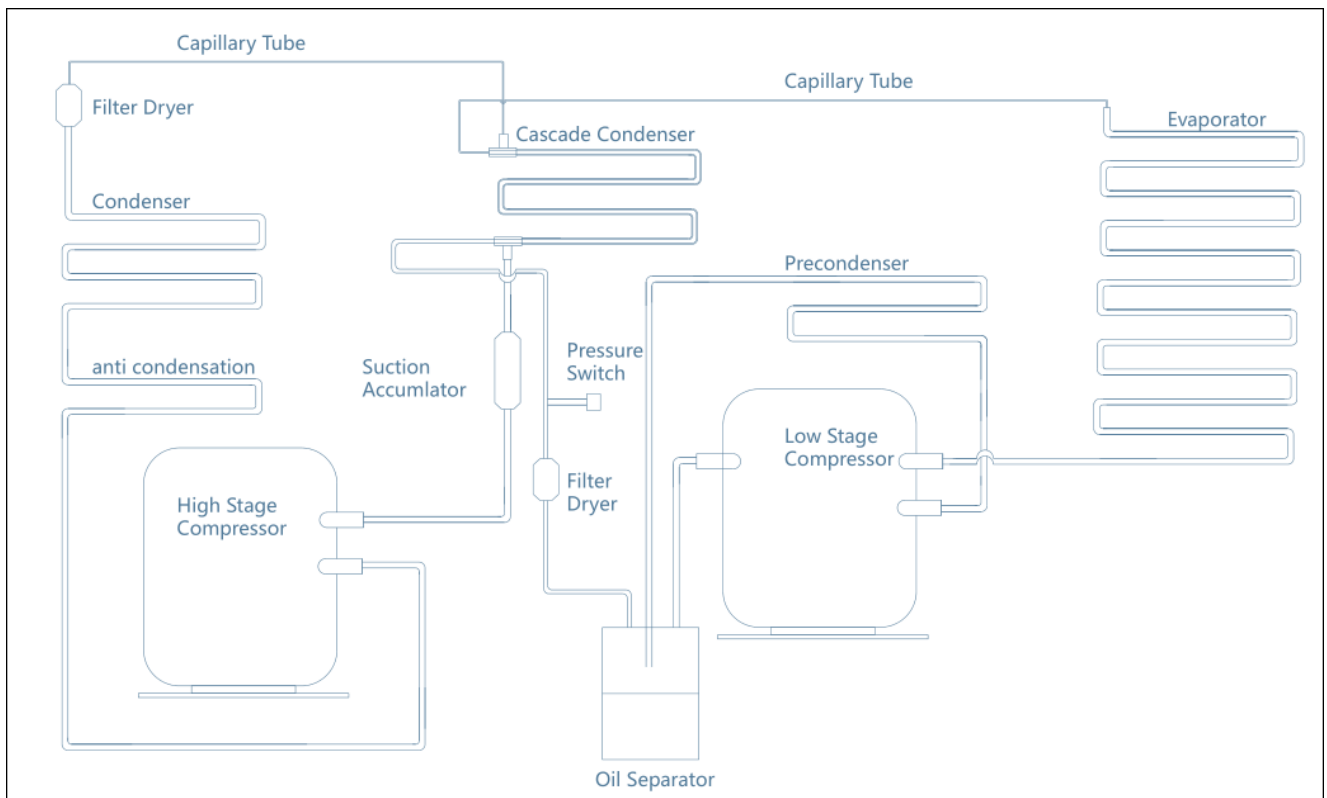 Capillary Tube
Capillary Tube
Filter Dryer
Evaporator
Cascade Condenser
Condenser
Precondenser
Pressure
Switch
anti condensation
Suction
Accumlator
Low Stage
Compressor
Filter
Dryer
High Stage
Compressor
Oil Separator